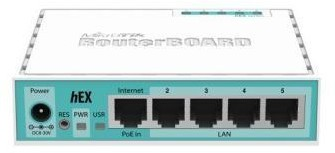 MikroTik
RouterBOARD
Power
hEX
Internet
2
3
4
5
RES
PWR
USR
DC8-30V
PoE in
LAN